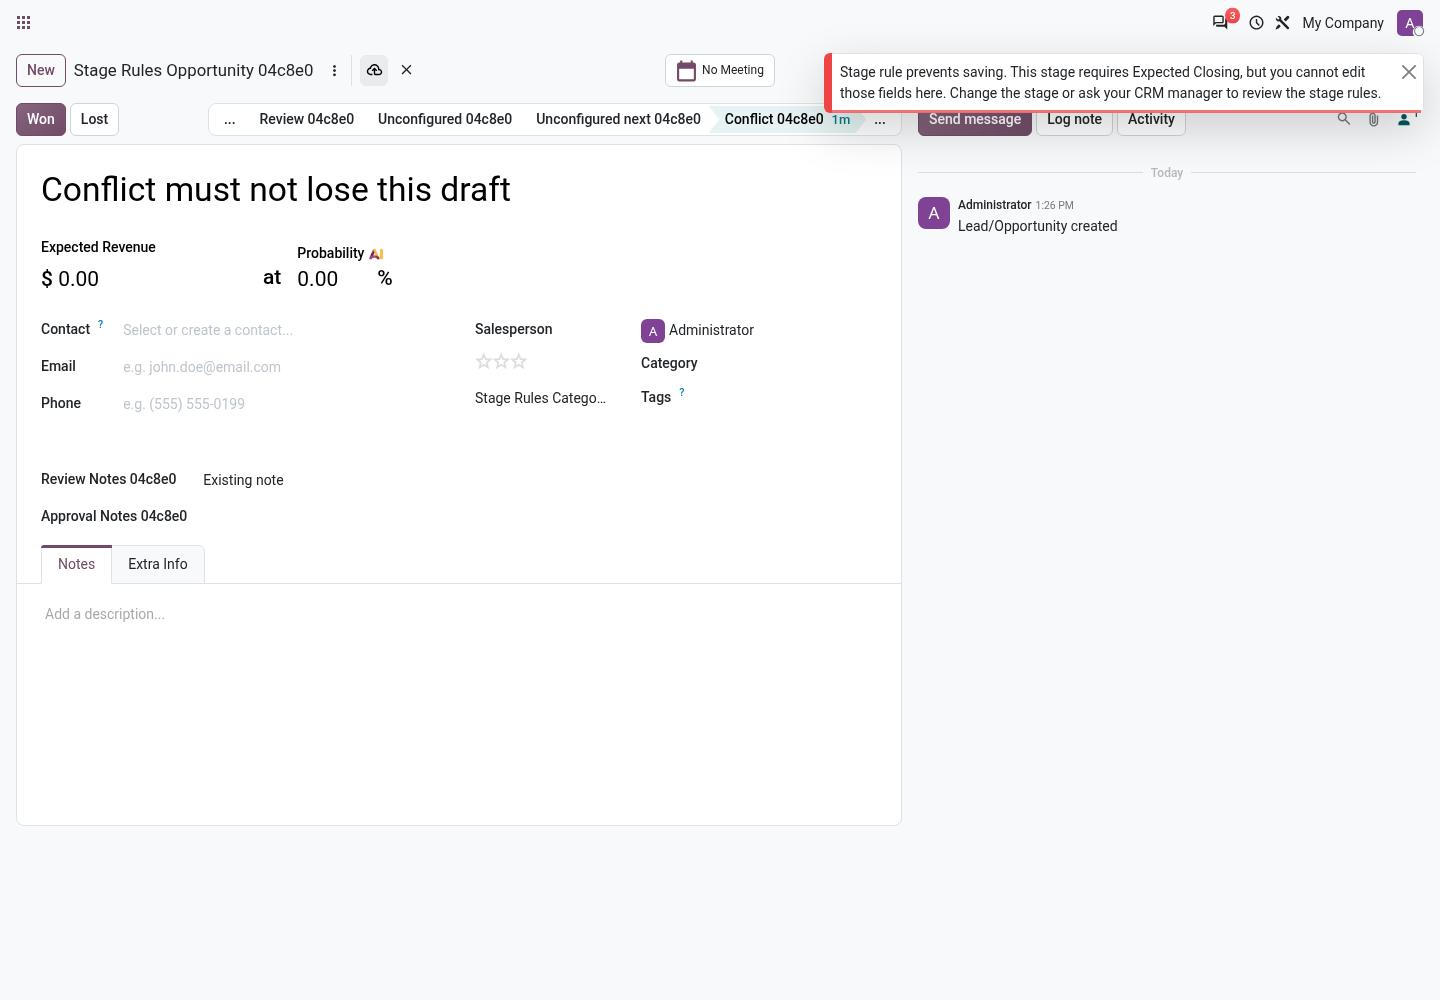 3
My Company
A
New
Stage Rules Opportunity 04c8e0
No Meeting
Stage rule prevents saving. This stage requires Expected Closing, but you cannot edit
those fields here. Change the stage or ask your CRM manager to review the stage rules.
Won
Lost
...
Review 04c8e0
Unconfigured 04c8e0
Unconfigured next 04c8e0
Conflict 04c8e0 1m
...
Send message
Log note
Activity
Conflict must not lose this draft
Today
A
Administrator 1:26 PM
Lead/Opportunity created
Expected Revenue
Probability AI
$ 0.00
at
0.00
%
Contact ?
Select or create a contact...
Salesperson
A
Administrator
Email
e.g. john.doe@email.com
Category
Phone
e.g. (555) 555-0199
Stage Rules Catego...
Tags ?
Review Notes 04c8e0
Existing note
Approval Notes 04c8e0
Notes
Extra Info
Add a description...